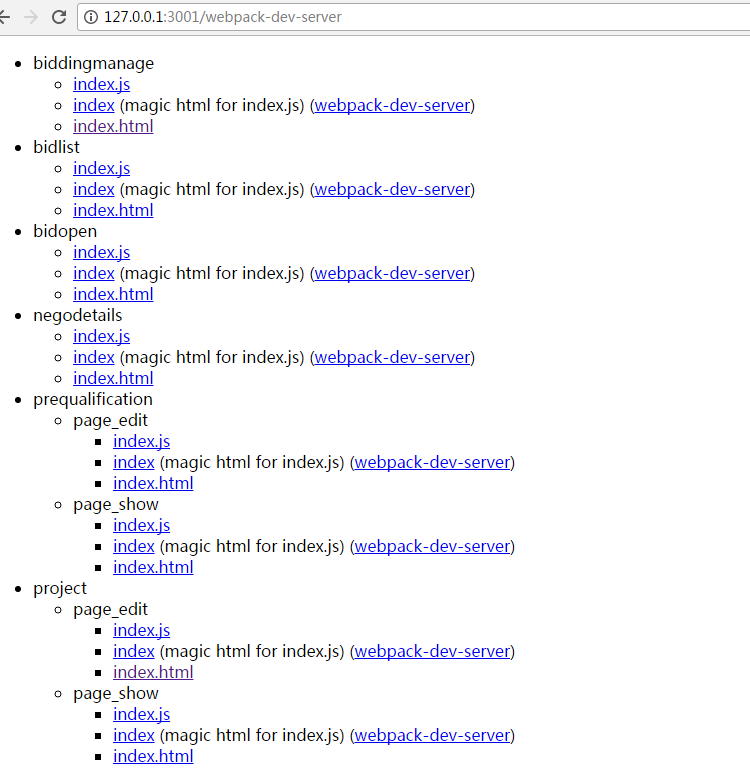 127.0.0.1:3001/webpack-dev-server
biddingmanage
index.js
index (magic html for index.js) (webpack-dev-server)
index.html
bidlist
index.js
index (magic html for index.js) (webpack-dev-server)
index.html
bidopen
index.js
index (magic html for index.js) (webpack-dev-server)
index.html
negodetails
index.js
index (magic html for index.js) (webpack-dev-server)
index.html
prequalification
page_edit
index.js
index (magic html for index.js) (webpack-dev-server)
index.html
page_show
index.js
index (magic html for index.js) (webpack-dev-server)
index.html
project
page_edit
index.js
index (magic html for index.js) (webpack-dev-server)
index.html
page_show
index.js
index (magic html for index.js) (webpack-dev-server)
index.html